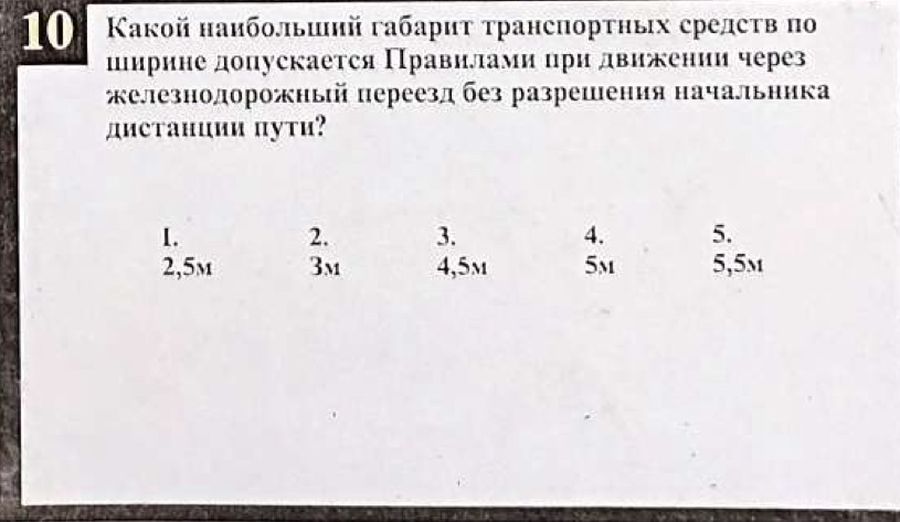 10
Какой наибольший габарит транспортных средств по
ширине допускается Правилами при движении через
железнодорожный переезд без разрешения начальника
дистанции пути?
1. 2. 3. 4. 5.
2,5м 3м 4,5м 5м 5,5м